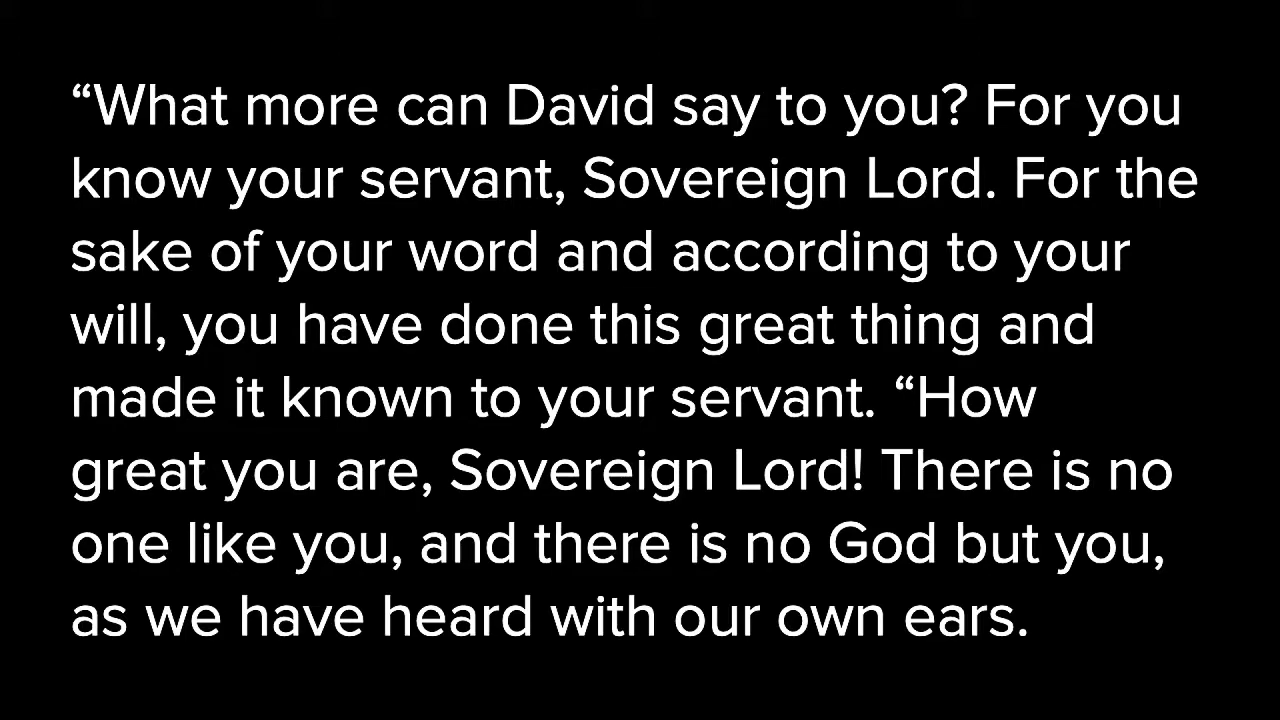 “What more can David say to you? For you
know your servant, Sovereign Lord. For the
sake of your word and according to your
will, you have done this great thing and
made it known to your servant. “How
great you are, Sovereign Lord! There is no
one like you, and there is no God but you,
as we have heard with our own ears.